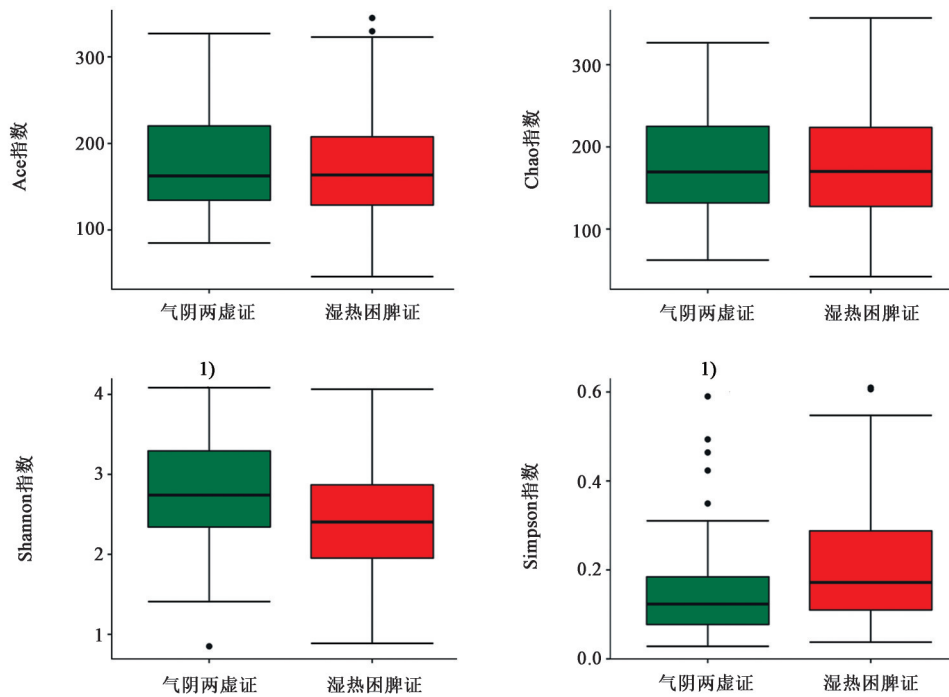 Ace指数
300
200
100
气阴两虚证
湿热困脾证
Chao指数
300
200
100
气阴两虚证
湿热困脾证
1)
Shannon指数
4
3
2
1
气阴两虚证
湿热困脾证
1)
Simpson指数
0.6
0.4
0.2
0.0
气阴两虚证
湿热困脾证